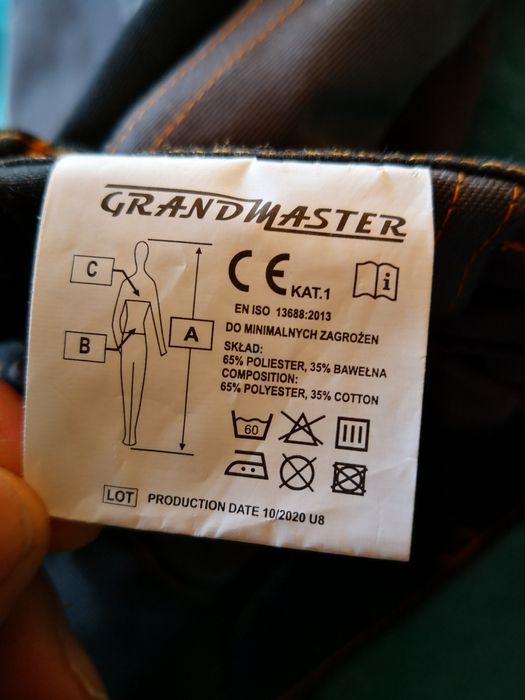 GRANDMASTER
C
B
A
CE KAT.1
EN ISO 13688:2013
DO MINIMALNYCH ZAGROŻEN
SKŁAD:
65% POLIESTER, 35% BAWEŁNA
COMPOSITION:
65% POLYESTER, 35% COTTON
60
LOT PRODUCTION DATE 10/2020 U8